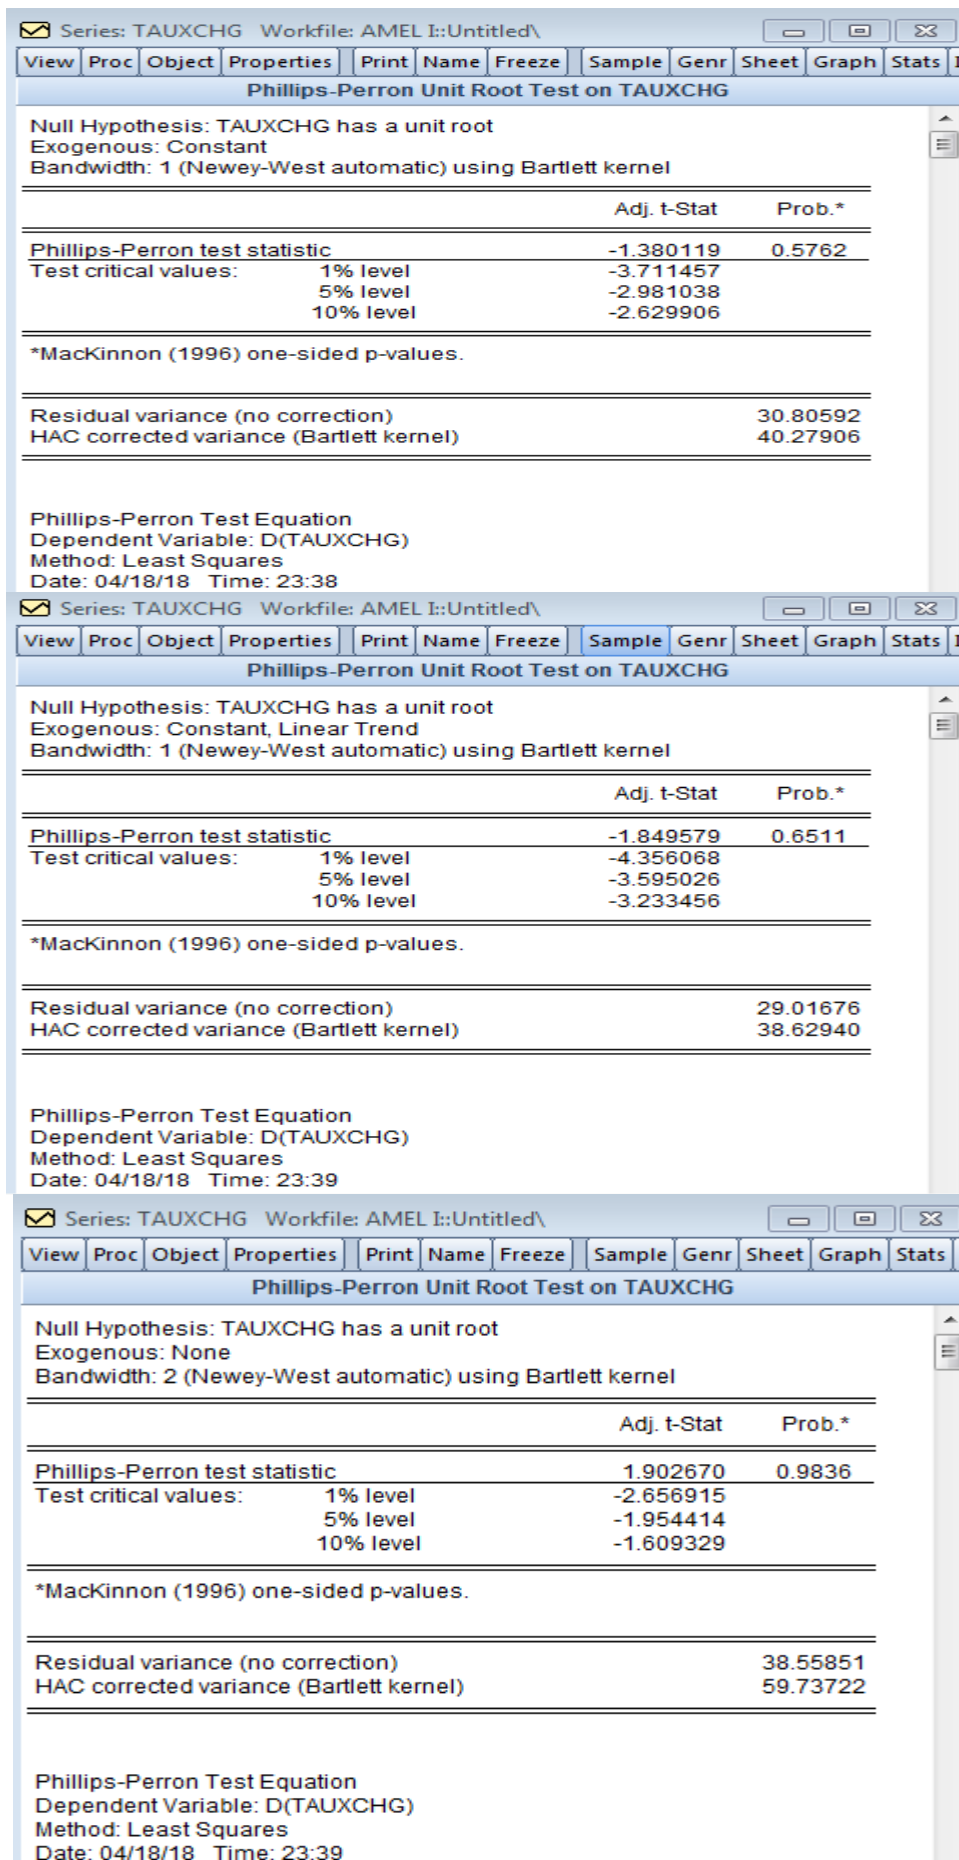 Series: TAUXCHG Workfile: AMEL I::Untitled\
View Proc Object Properties Print Name Freeze Sample Genr Sheet Graph Stats
Phillips-Perron Unit Root Test on TAUXCHG
Null Hypothesis: TAUXCHG has a unit root
Exogenous: Constant
Bandwidth: 1 (Newey-West automatic) using Bartlett kernel
Adj. t-Stat Prob.*
Phillips-Perron test statistic -1.380119 0.5762
Test critical values: 1% level -3.711457
5% level -2.981038
10% level -2.629906
*MacKinnon (1996) one-sided p-values.
Residual variance (no correction) 30.80592
HAC corrected variance (Bartlett kernel) 40.27906
Phillips-Perron Test Equation
Dependent Variable: D(TAUXCHG)
Method: Least Squares
Date: 04/18/18 Time: 23:38
Series: TAUXCHG Workfile: AMEL I::Untitled\
View Proc Object Properties Print Name Freeze Sample Genr Sheet Graph Stats
Phillips-Perron Unit Root Test on TAUXCHG
Null Hypothesis: TAUXCHG has a unit root
Exogenous: Constant, Linear Trend
Bandwidth: 1 (Newey-West automatic) using Bartlett kernel
Adj. t-Stat Prob.*
Phillips-Perron test statistic -1.849579 0.6511
Test critical values: 1% level -4.356068
5% level -3.595026
10% level -3.233456
*MacKinnon (1996) one-sided p-values.
Residual variance (no correction) 29.01676
HAC corrected variance (Bartlett kernel) 38.62940
Phillips-Perron Test Equation
Dependent Variable: D(TAUXCHG)
Method: Least Squares
Date: 04/18/18 Time: 23:39
Series: TAUXCHG Workfile: AMEL I::Untitled\
View Proc Object Properties Print Name Freeze Sample Genr Sheet Graph Stats
Phillips-Perron Unit Root Test on TAUXCHG
Null Hypothesis: TAUXCHG has a unit root
Exogenous: None
Bandwidth: 2 (Newey-West automatic) using Bartlett kernel
Adj. t-Stat Prob.*
Phillips-Perron test statistic 1.902670 0.9836
Test critical values: 1% level -2.656915
5% level -1.954414
10% level -1.609329
*MacKinnon (1996) one-sided p-values.
Residual variance (no correction) 38.55851
HAC corrected variance (Bartlett kernel) 59.73722
Phillips-Perron Test Equation
Dependent Variable: D(TAUXCHG)
Method: Least Squares
Date: 04/18/18 Time: 23:39